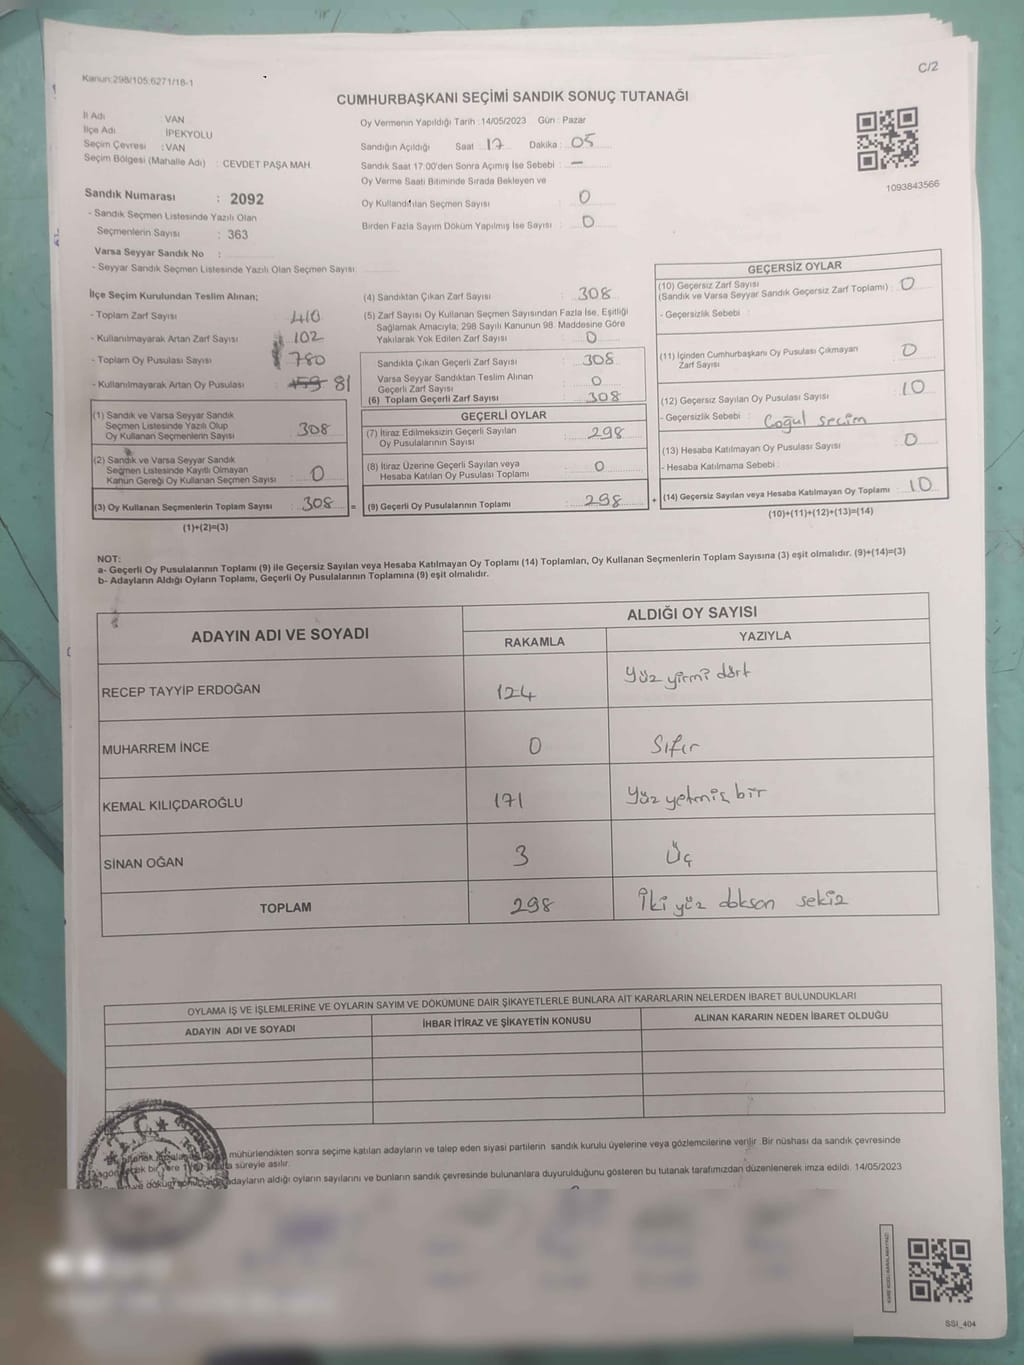 Kanun:298/105.6271/18-1
C/2
CUMHURBAŞKANI SEÇİMİ SANDIK SONUÇ TUTANAĞI
İl Adı : VAN
İlçe Adı : İPEKYOLU
Seçim Çevresi : VAN
Seçim Bölgesi (Mahalle Adı) : CEVDET PAŞA MAH.
Sandık Numarası : 2092
- Sandık Seçmen Listesinde Yazılı Olan
Seçmenlerin Sayısı : 363
Varsa Seyyar Sandık No :
- Seyyar Sandık Seçmen Listesinde Yazılı Olan Seçmen Sayısı
Oy Vermenin Yapıldığı Tarih : 14/05/2023 Gün : Pazar
Sandığın Açıldığı Saat : 17 Dakika : 05
Sandık Saat 17:00'den Sonra Açımış İse Sebebi : -
Oy Verme Saati Bitiminde Sırada Bekleyen ve
Oy Kullandırılan Seçmen Sayısı : 0
Birden Fazla Sayım Döküm Yapılmış İse Sayısı : 0
1093843566
İlçe Seçim Kurulundan Teslim Alınan;
- Toplam Zarf Sayısı : 410
- Kullanılmayarak Artan Zarf Sayısı : 102
- Toplam Oy Pusulası Sayısı : 780
- Kullanılmayarak Artan Oy Pusulası : 81
(1) Sandık ve Varsa Seyyar Sandık
Seçmen Listesinde Yazılı Olup
Oy Kullanan Seçmenlerin Sayısı : 308
(2) Sandık ve Varsa Seyyar Sandık
Seçmen Listesinde Kayıtlı Olmayan
Kanun Gereği Oy Kullanan Seçmen Sayısı : 0
(3) Oy Kullanan Seçmenlerin Toplam Sayısı : 308 =
(1)+(2)=(3)
(4) Sandıktan Çıkan Zarf Sayısı : 308
(5) Zarf Sayısı Oy Kullanan Seçmen Sayısından Fazla İse, Eşitliği
Sağlamak Amacıyla; 298 Sayılı Kanunun 98. Maddesine Göre
Yakılarak Yok Edilen Zarf Sayısı : 0
Sandıkta Çıkan Geçerli Zarf Sayısı : 308
Varsa Seyyar Sandıktan Teslim Alınan
Geçerli Zarf Sayısı : 0
(6) Toplam Geçerli Zarf Sayısı : 308
GEÇERLİ OYLAR
(7) İtiraz Edilmeksizin Geçerli Sayılan
Oy Pusulalarının Sayısı : 298
(8) İtiraz Üzerine Geçerli Sayılan veya
Hesaba Katılan Oy Pusulası Toplamı : 0
(9) Geçerli Oy Pusulalarının Toplamı : 298 +
GEÇERSİZ OYLAR
(10) Geçersiz Zarf Sayısı
(Sandık ve Varsa Seyyar Sandık Geçersiz Zarf Toplamı) : 0
- Geçersizlik Sebebi :
(11) İçinden Cumhurbaşkanı Oy Pusulası Çıkmayan
Zarf Sayısı : 0
(12) Geçersiz Sayılan Oy Pusulası Sayısı : 10
- Geçersizlik Sebebi : Çoğul seçim
(13) Hesaba Katılmayan Oy Pusulası Sayısı : 0
- Hesaba Katılmama Sebebi :
(14) Geçersiz Sayılan veya Hesaba Katılmayan Oy Toplamı : 10
(10)+(11)+(12)+(13)=(14)
NOT:
a- Geçerli Oy Pusulalarının Toplamı (9) ile Geçersiz Sayılan veya Hesaba Katılmayan Oy Toplamı (14) Toplamları, Oy Kullanan Seçmenlerin Toplam Sayısına (3) eşit olmalıdır. (9)+(14)=(3)
b- Adayların Aldığı Oyların Toplamı, Geçerli Oy Pusulalarının Toplamına (9) eşit olmalıdır.
ADAYIN ADI VE SOYADI
ALDIĞI OY SAYISI
RAKAMLA YAZIYLA
RECEP TAYYİP ERDOĞAN 124 Yüz yirmi dört
MUHARREM İNCE 0 Sıfır
KEMAL KILIÇDAROĞLU 171 Yüz yetmiş bir
SİNAN OĞAN 3 Üç
TOPLAM 298 İki yüz doksan sekiz
OYLAMA İŞ VE İŞLEMLERİNE VE OYLARIN SAYIM VE DÖKÜMÜNE DAİR ŞİKAYETLERLE BUNLARA AİT KARARLARIN NELERDEN İBARET BULUNDUKLARI
ADAYIN ADI VE SOYADI İHBAR İTİRAZ VE ŞİKAYETİN KONUSU ALINAN KARARIN NEDEN İBARET OLDUĞU
mühürlendikten sonra seçime katılan adayların ve talep eden siyasi partilerin sandık kurulu üyelerine veya gözlemcilerine verilir. Bir nüshası da sandık çevresinde
süreyle asılır.
adayların aldığı oyların sayılarını ve bunların sandık çevresinde bulunanlara duyurulduğunu gösteren bu tutanak tarafımızdan düzenlenerek imza edildi. 14/05/2023
SSI_404